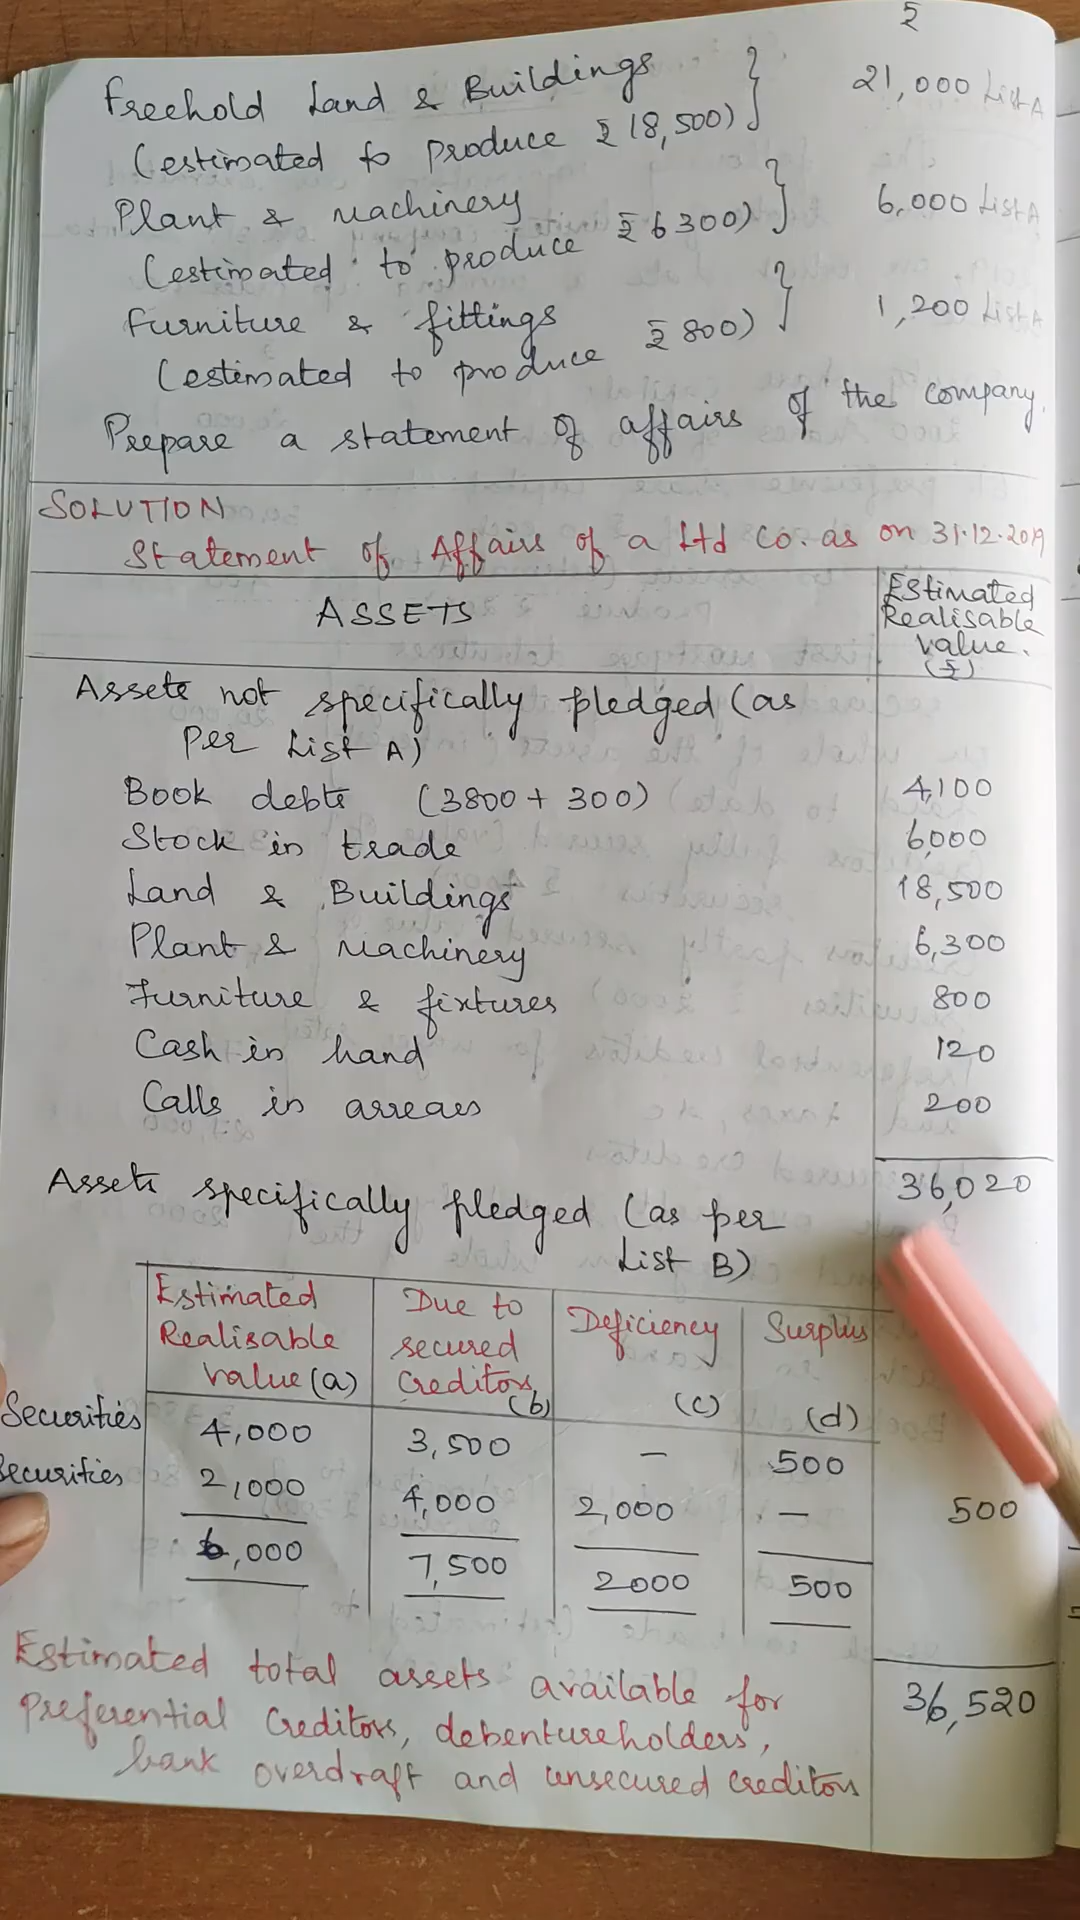 ₹
Freehold Land & Buildings } 21,000 List A
(estimated to produce ₹ 18,500)
Plant & Machinery } 6,000 List A
(estimated to produce ₹ 6300)
Furniture & fittings } 1,200 List A
(estimated to produce ₹ 800)
Prepare a statement of affairs of the company.
SOLUTION
Statement of Affairs of a Ltd Co. as on 31.12.2019
ASSETS
Estimated
Realisable
value.
(₹)
Assets not specifically pledged (as
Per List A)
Book debts (3800 + 300) 4,100
Stock in trade 6,000
Land & Buildings 18,500
Plant & Machinery 6,300
Furniture & fixtures 800
Cash in hand 120
Calls in arrears 200
36,020
Assets specifically pledged (as per
List B)
Estimated
Realisable
value (a)
Due to
secured
Creditors
(b)
Deficiency
(c)
Surplus
(d)
Securities 4,000 3,500 — 500
Securities 2,000 4,000 2,000 — 500
6,000 7,500 2000 500
Estimated total assets available for 36,520
Preferential Creditors, debentureholders,
bank overdraft and unsecured creditors